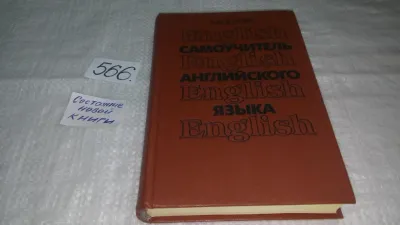 566.
Состояние
новой
книги
English
САМОУЧИТЕЛЬ
English
АНГЛИЙСКОГО
English
ЯЗЫКА
English